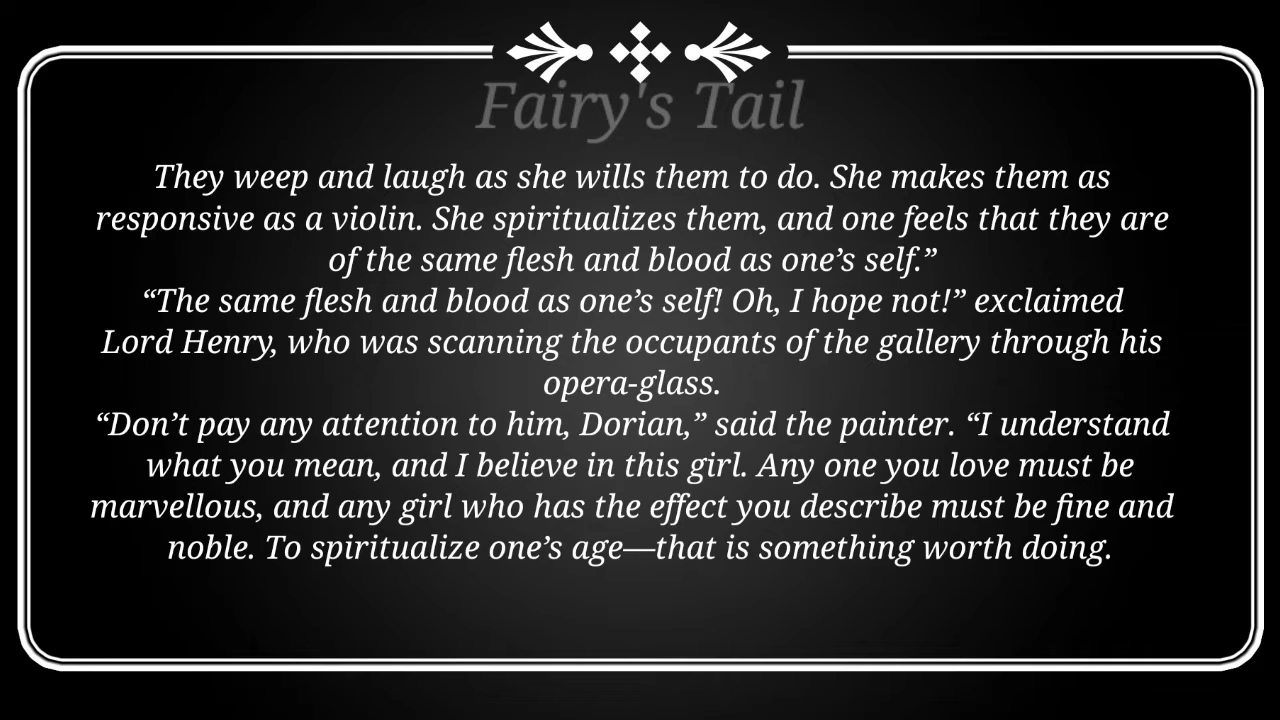 Fairy's Tail
They weep and laugh as she wills them to do. She makes them as
responsive as a violin. She spiritualizes them, and one feels that they are
of the same flesh and blood as one’s self.”
“The same flesh and blood as one’s self! Oh, I hope not!” exclaimed
Lord Henry, who was scanning the occupants of the gallery through his
opera-glass.
“Don’t pay any attention to him, Dorian,” said the painter. “I understand
what you mean, and I believe in this girl. Any one you love must be
marvellous, and any girl who has the effect you describe must be fine and
noble. To spiritualize one’s age—that is something worth doing.